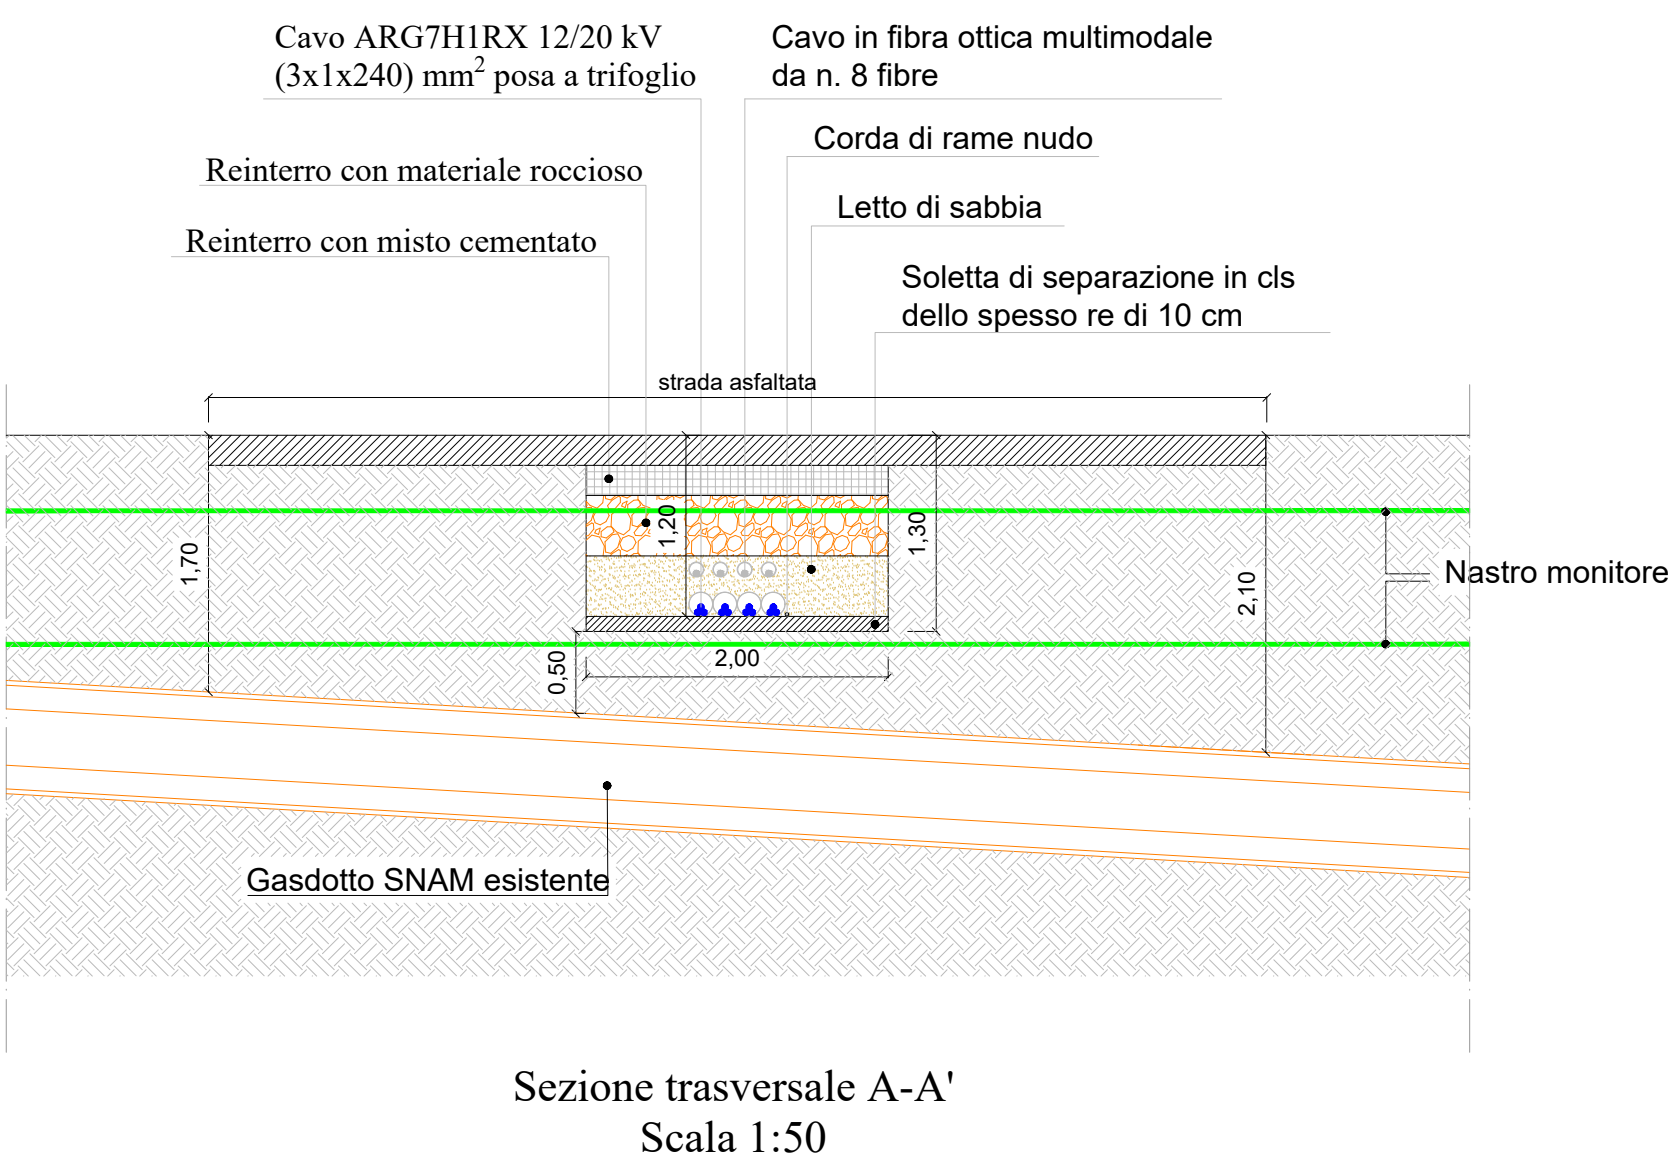 Cavo ARG7H1RX 12/20 kV
(3x1x240) mm² posa a trifoglio
Cavo in fibra ottica multimodale
da n. 8 fibre
Corda di rame nudo
Reinterro con materiale roccioso
Letto di sabbia
Reinterro con misto cementato
Soletta di separazione in cls
dello spesso re di 10 cm
strada asfaltata
1,70
1,20
1,30
2,10
Nastro monitore
0,50
2,00
Gasdotto SNAM esistente
Sezione trasversale A-A'
Scala 1:50